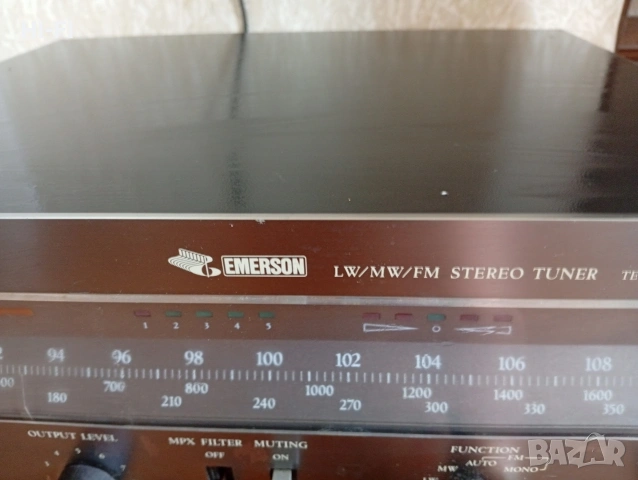 EMERSON LW/MW/FM STEREO TUNER
1 2 3 4 5 0
94 96 98 100 102 104 106 108
700 800 1000 1200 1400 1600
180 210 240 270 300 330 350
OUTPUT LEVEL MPX FILTER MUTING FUNCTION
OFF ON AUTO FM MONO
MW
BAZAR.bg